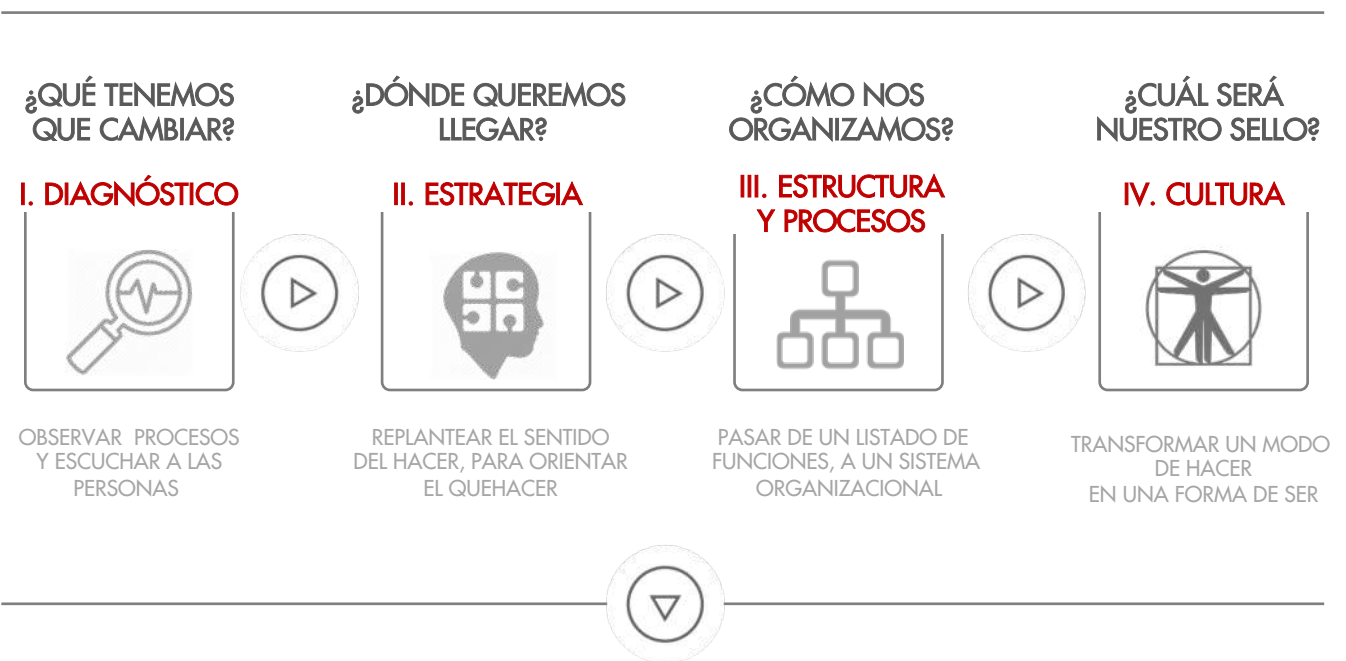 ¿QUÉ TENEMOS
QUE CAMBIAR?
I. DIAGNÓSTICO
OBSERVAR PROCESOS
Y ESCUCHAR A LAS
PERSONAS
¿DÓNDE QUEREMOS
LLEGAR?
II. ESTRATEGIA
REPLANTEAR EL SENTIDO
DEL HACER, PARA ORIENTAR
EL QUEHACER
¿CÓMO NOS
ORGANIZAMOS?
III. ESTRUCTURA
Y PROCESOS
PASAR DE UN LISTADO DE
FUNCIONES, A UN SISTEMA
ORGANIZACIONAL
¿CUÁL SERÁ
NUESTRO SELLO?
IV. CULTURA
TRANSFORMAR UN MODO
DE HACER
EN UNA FORMA DE SER